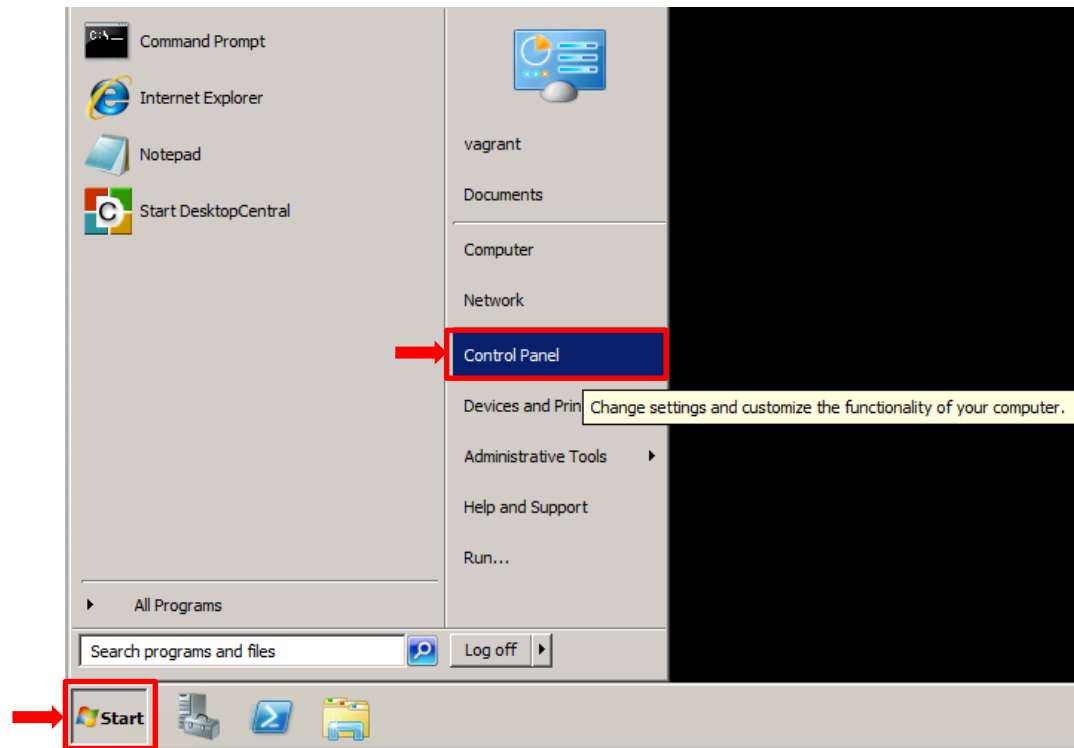 C:\_
Command Prompt
Internet Explorer
Notepad
C
Start DesktopCentral
All Programs
Search programs and files
vagrant
Documents
Computer
Network
Control Panel
Devices and Prin
Change settings and customize the functionality of your computer.
Administrative Tools
Help and Support
Run...
Log off
Start